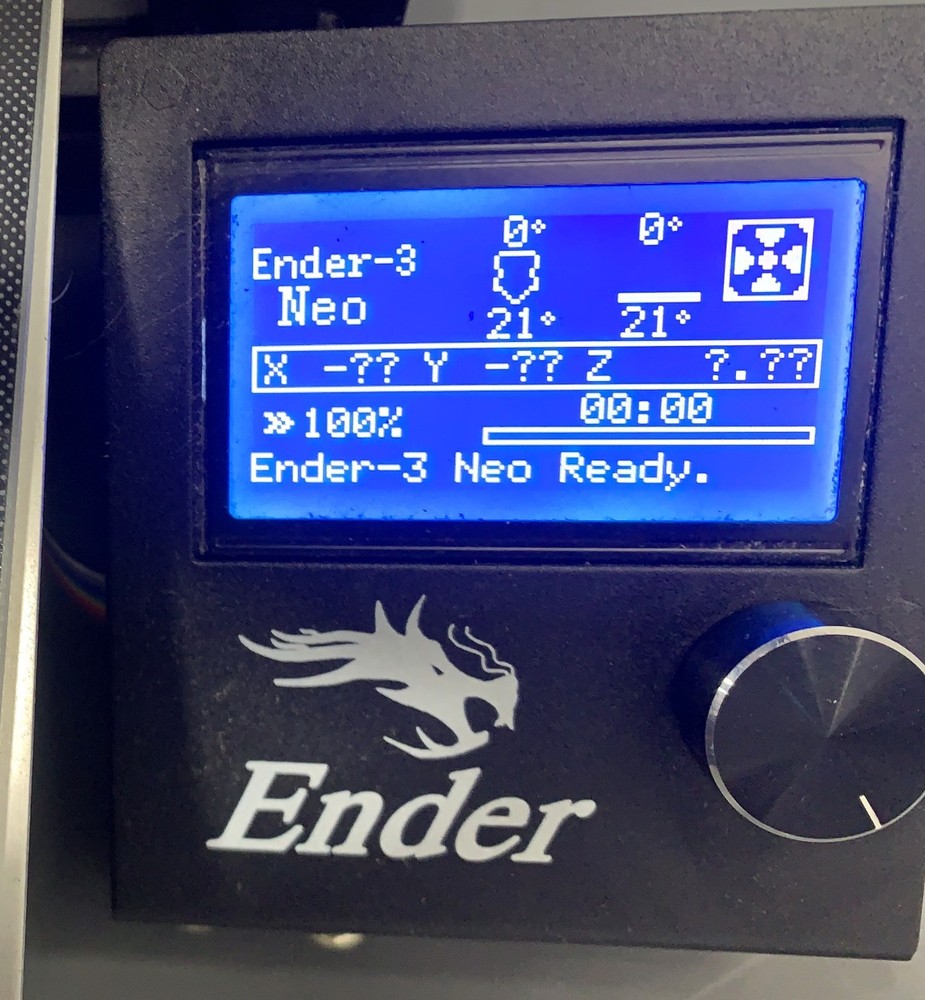 0° 0°
Ender-3
Neo
21° 21°
X -?? Y -?? Z ?.??
00:00
»100%
Ender-3 Neo Ready.
Ender